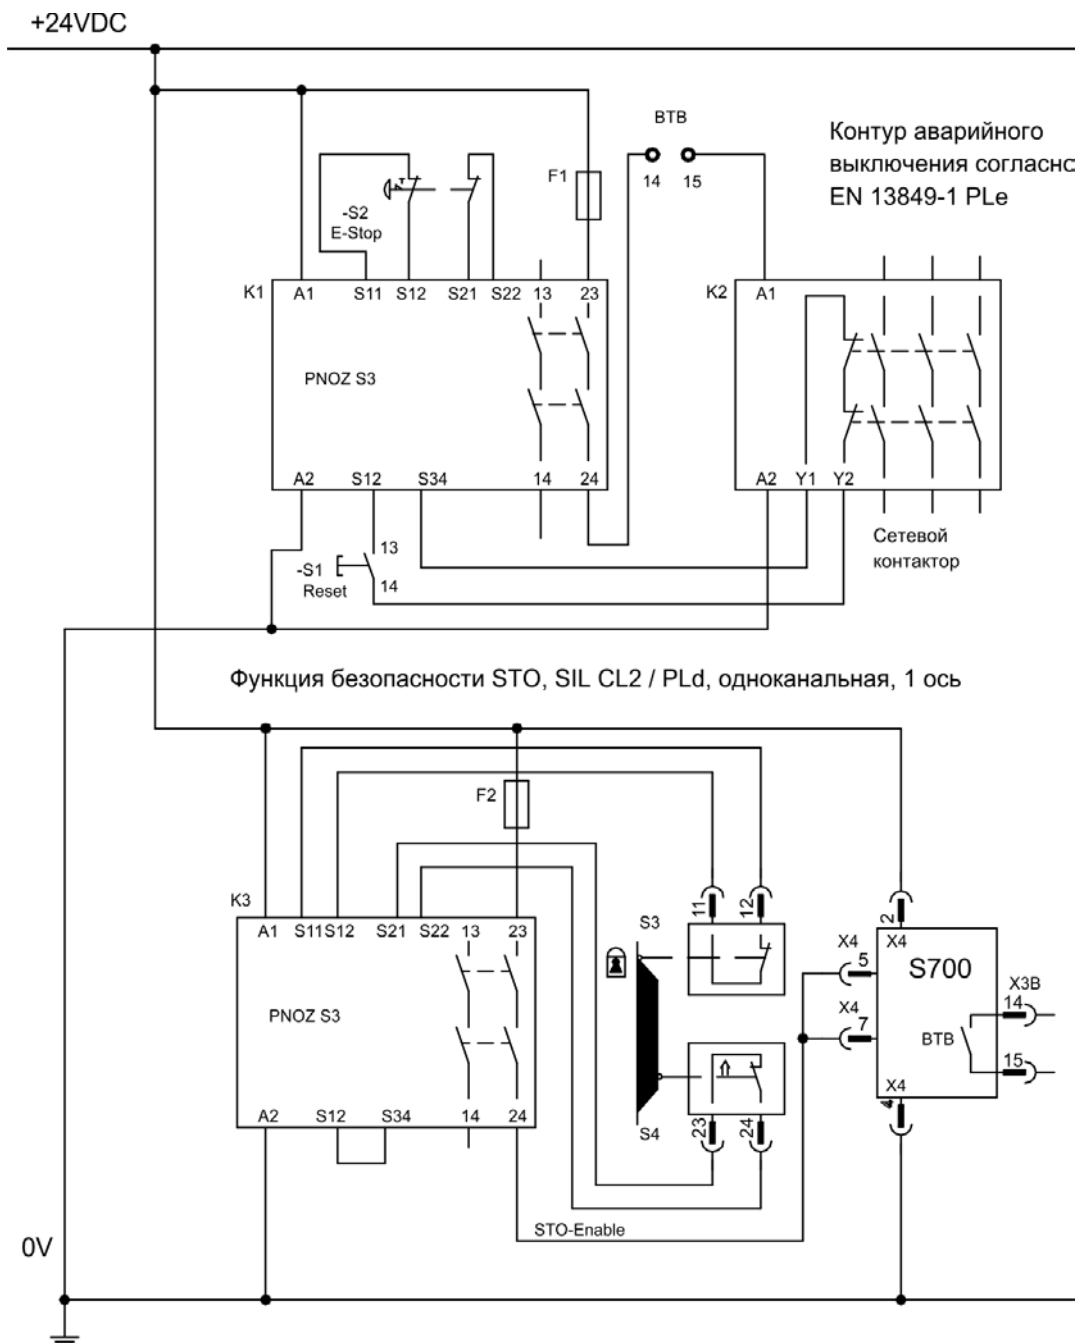 +24VDC
BTB
14 15
Контур аварийного
выключения согласно
EN 13849-1 PLe
F1
-S2
E-Stop
K1
A1 S11 S12 S21 S22 13 23
PNOZ S3
A2 S12 S34 14 24
K2
A1
A2 Y1 Y2
Сетевой
контактор
-S1
Reset
13
14
Функция безопасности STO, SIL CL2 / PLd, одноканальная, 1 ось
F2
K3
A1 S11 S12 S21 S22 13 23
PNOZ S3
A2 S12 S34 14 24
S3
11 12
S4
23 24
2
X4
S700
X4
5
X4
7
X3B
14
BTB
15
X4
4
STO-Enable
0V